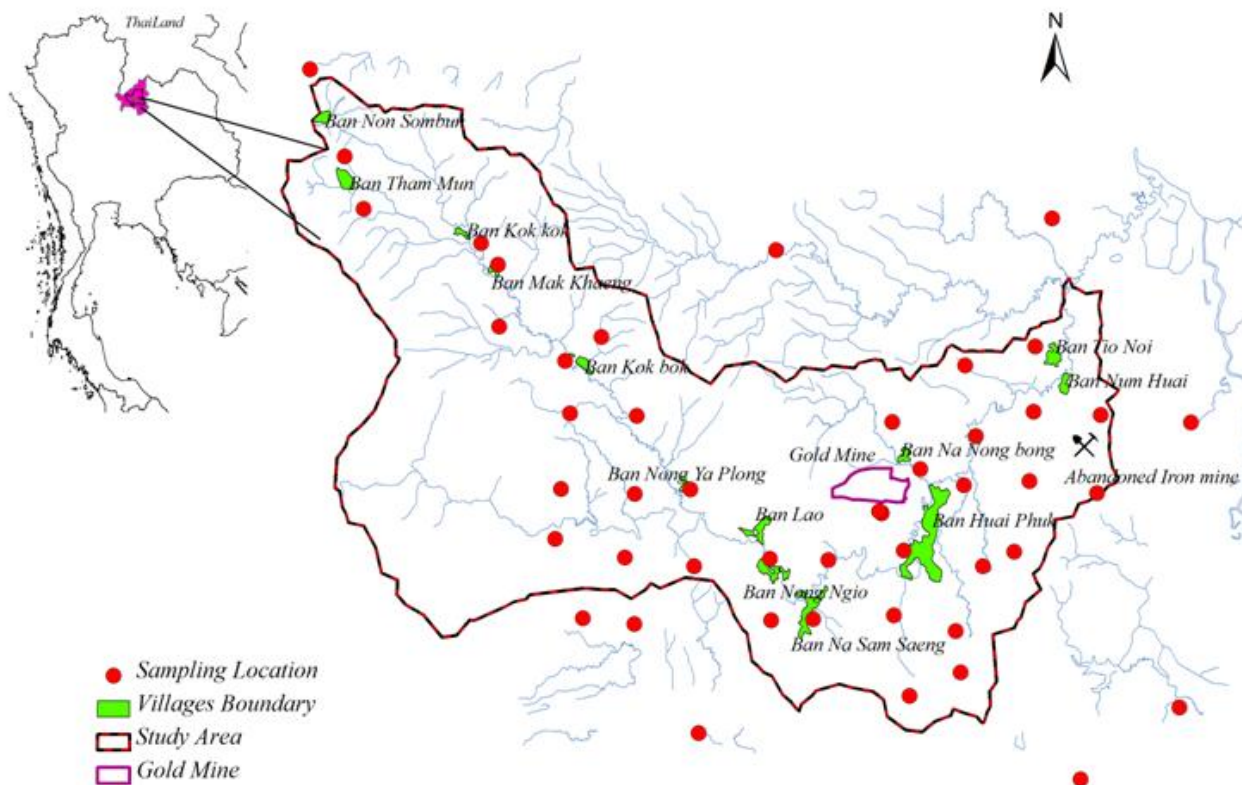 ThaiLand
N
Ban Non Sombun
Ban Tham Mun
Ban Kok kok
Ban Mak Khaeng
Ban Kok bok
Ban Tio Noi
Ban Num Huai
Ban Na Nong bong
Gold Mine
Ban Nong Ya Plong
Abandoned Iron mine
Ban Lao
Ban Huai Phuk
Ban Nong Ngio
Ban Na Sam Saeng
Sampling Location
Villages Boundary
Study Area
Gold Mine